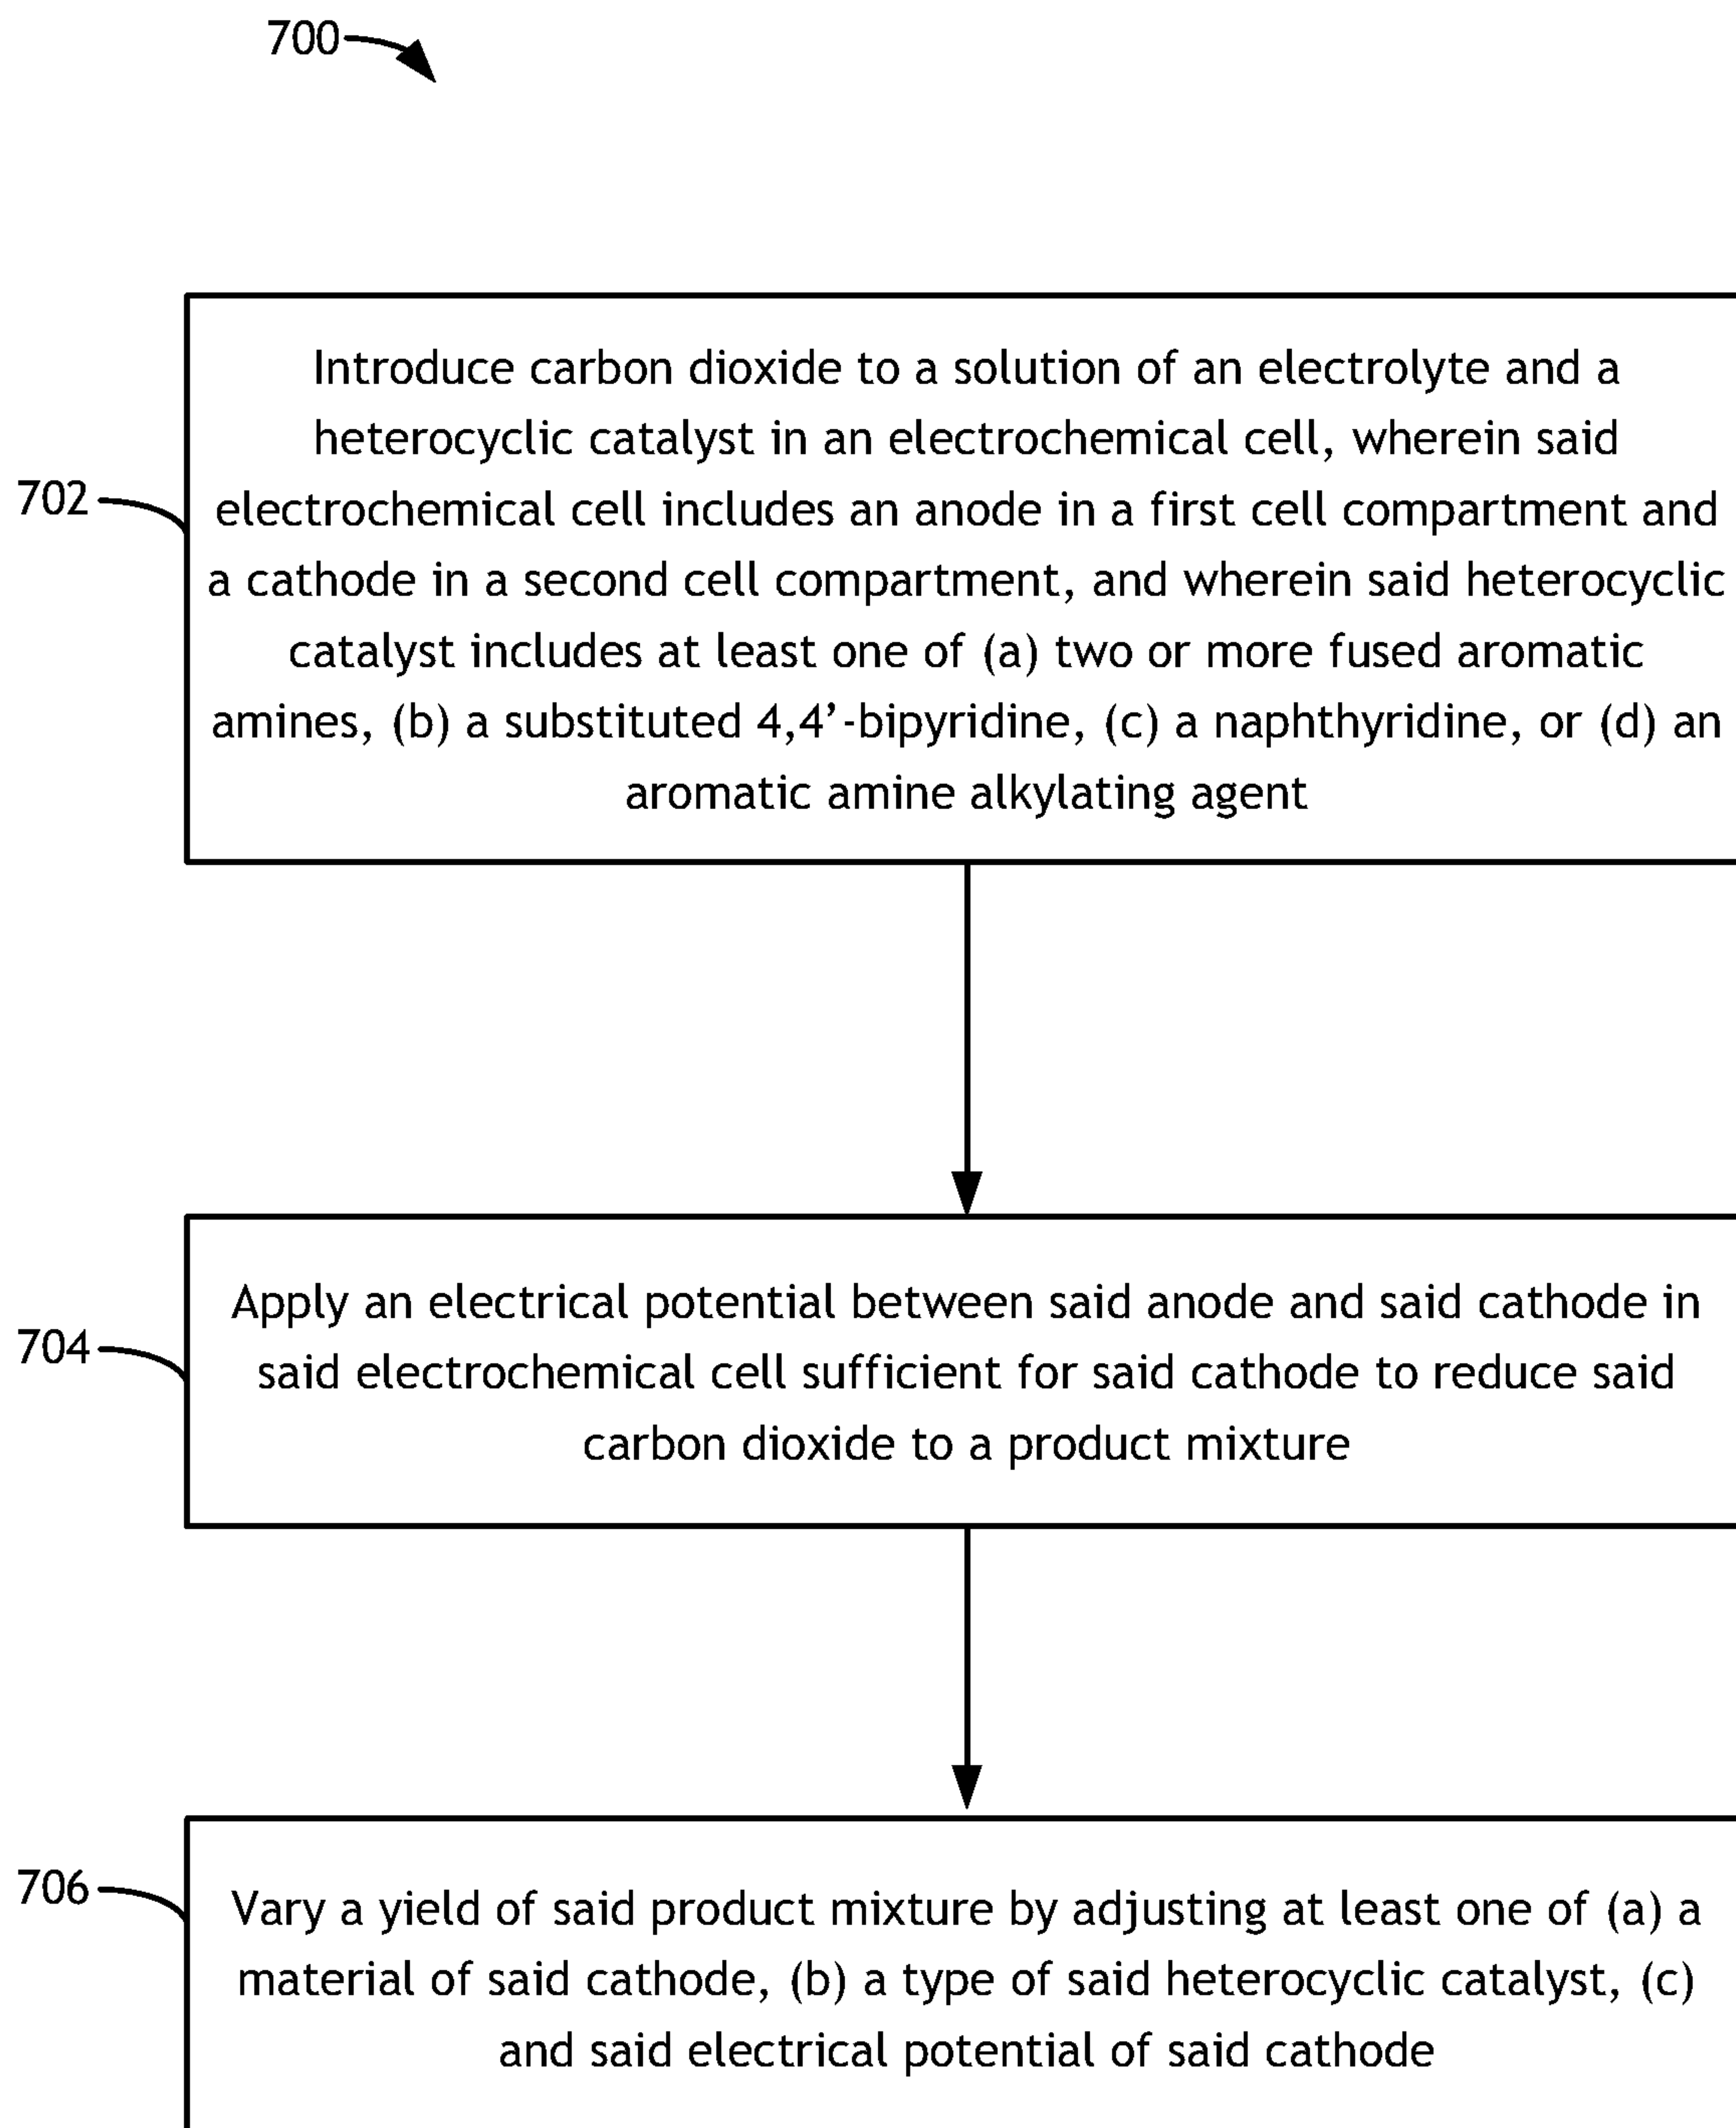 700
702
Introduce carbon dioxide to a solution of an electrolyte and a
heterocyclic catalyst in an electrochemical cell, wherein said
electrochemical cell includes an anode in a first cell compartment and
a cathode in a second cell compartment, and wherein said heterocyclic
catalyst includes at least one of (a) two or more fused aromatic
amines, (b) a substituted 4,4’-bipyridine, (c) a naphthyridine, or (d) an
aromatic amine alkylating agent
704
Apply an electrical potential between said anode and said cathode in
said electrochemical cell sufficient for said cathode to reduce said
carbon dioxide to a product mixture
706
Vary a yield of said product mixture by adjusting at least one of (a) a
material of said cathode, (b) a type of said heterocyclic catalyst, (c)
and said electrical potential of said cathode